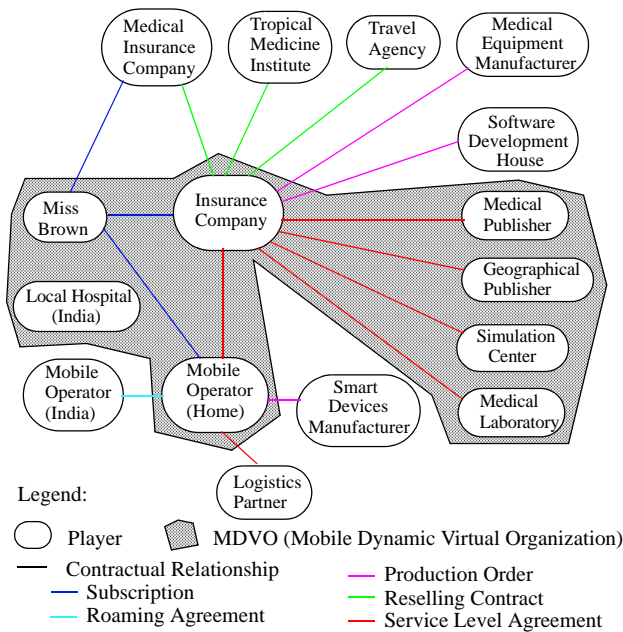 Medical
Insurance
Company
Tropical
Medicine
Institute
Travel
Agency
Medical
Equipment
Manufacturer
Software
Development
House
Miss
Brown
Insurance
Company
Medical
Publisher
Geographical
Publisher
Local Hospital
(India)
Simulation
Center
Mobile
Operator
(India)
Mobile
Operator
(Home)
Smart
Devices
Manufacturer
Medical
Laboratory
Logistics
Partner
Legend:
Player
MDVO (Mobile Dynamic Virtual Organization)
Contractual Relationship
Subscription
Roaming Agreement
Production Order
Reselling Contract
Service Level Agreement